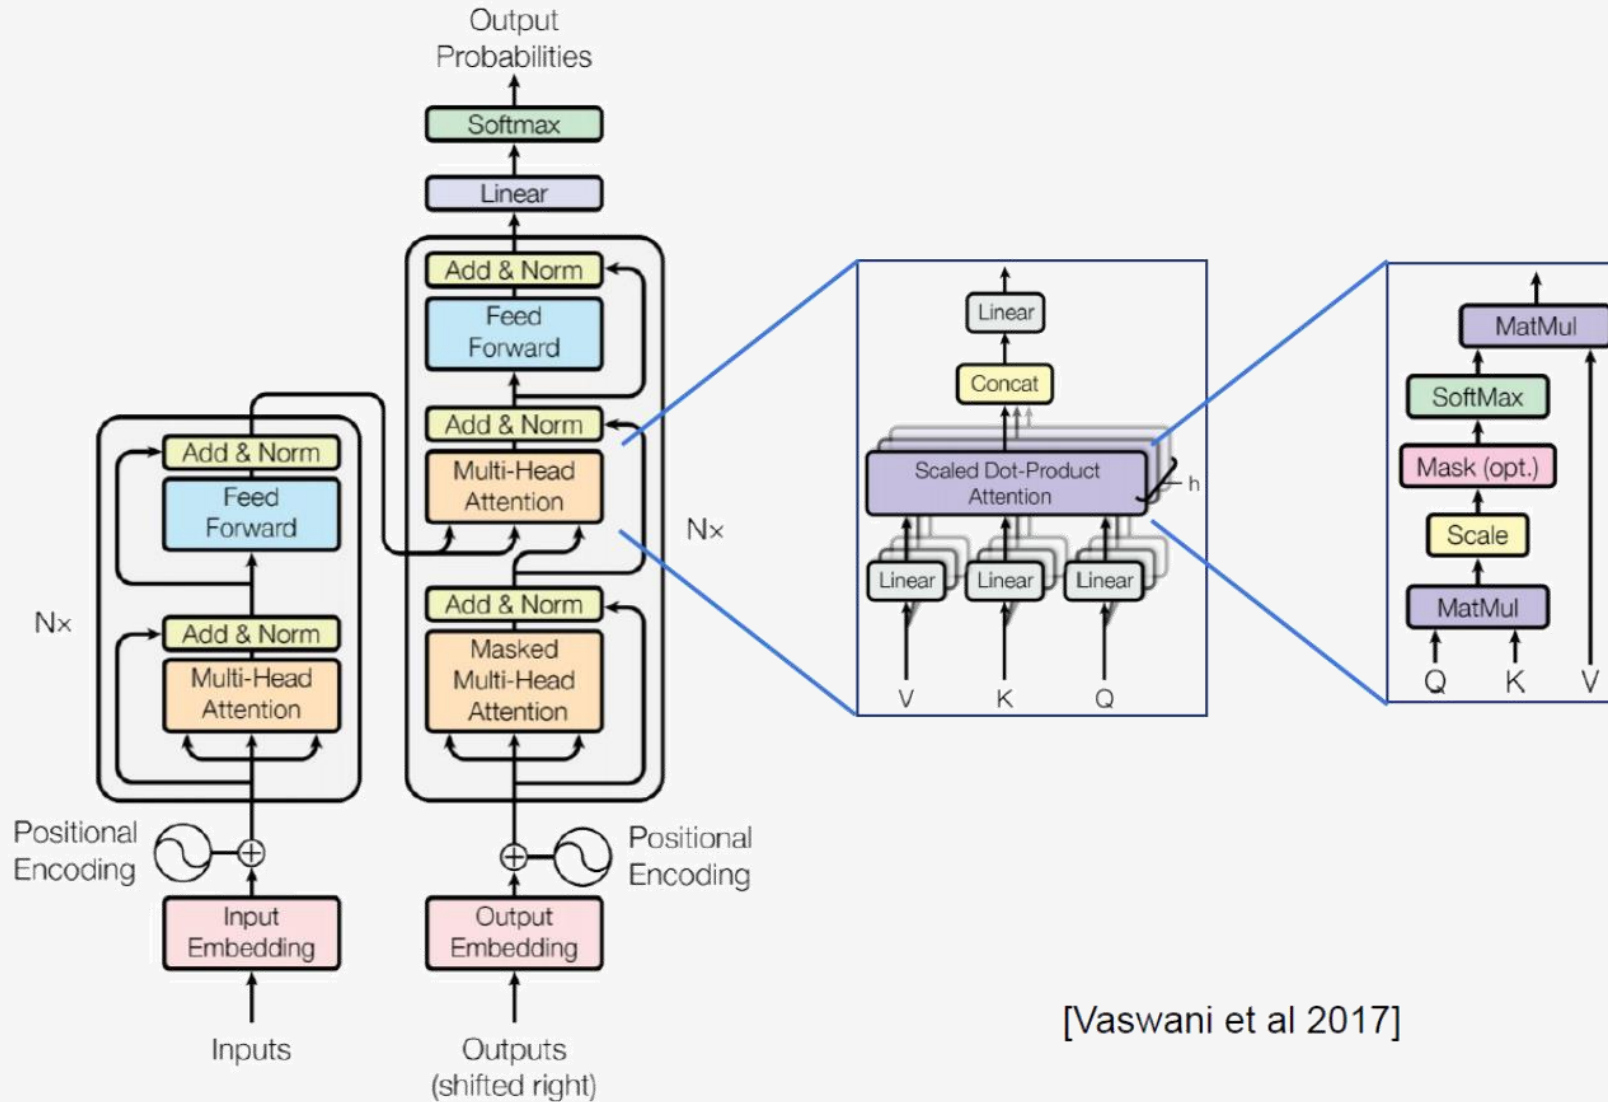 Output
Probabilities
Softmax
Linear
Add & Norm
Feed
Forward
Add & Norm
Multi-Head
Attention
Nx
Add & Norm
Masked
Multi-Head
Attention
Positional
Encoding
Output
Embedding
Outputs
(shifted right)
Add & Norm
Feed
Forward
Nx
Add & Norm
Multi-Head
Attention
Positional
Encoding
Input
Embedding
Inputs
Linear
Concat
Scaled Dot-Product
Attention
h
Linear Linear Linear
V K Q
MatMul
SoftMax
Mask (opt.)
Scale
MatMul
Q K V
[Vaswani et al 2017]